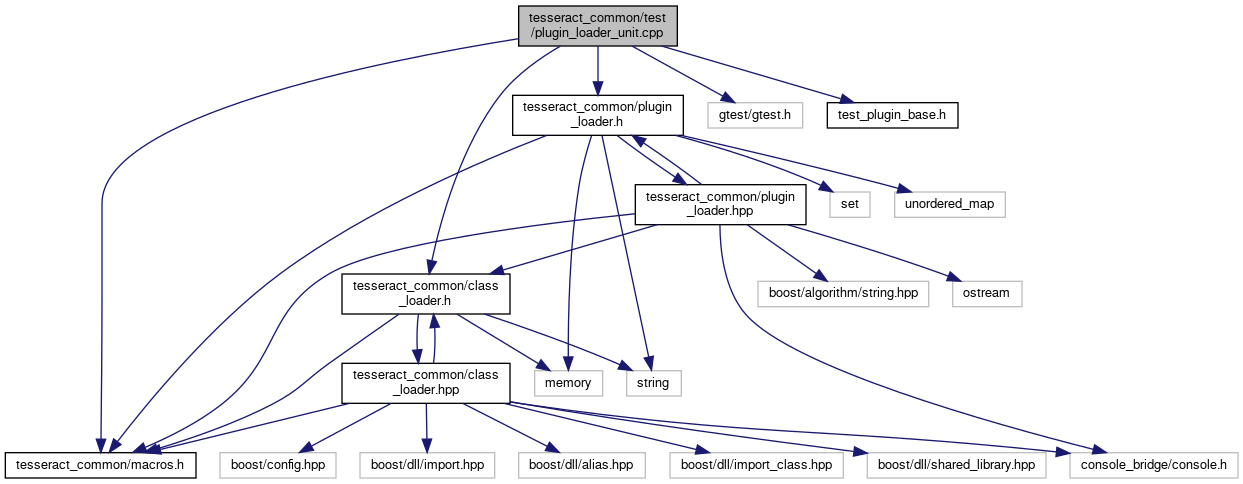 tesseract_common/test
/plugin_loader_unit.cpp
tesseract_common/plugin
_loader.h
gtest/gtest.h
test_plugin_base.h
tesseract_common/plugin
_loader.hpp
set
unordered_map
tesseract_common/class
_loader.h
boost/algorithm/string.hpp
ostream
tesseract_common/class
_loader.hpp
memory
string
tesseract_common/macros.h
boost/config.hpp
boost/dll/import.hpp
boost/dll/alias.hpp
boost/dll/import_class.hpp
boost/dll/shared_library.hpp
console_bridge/console.h